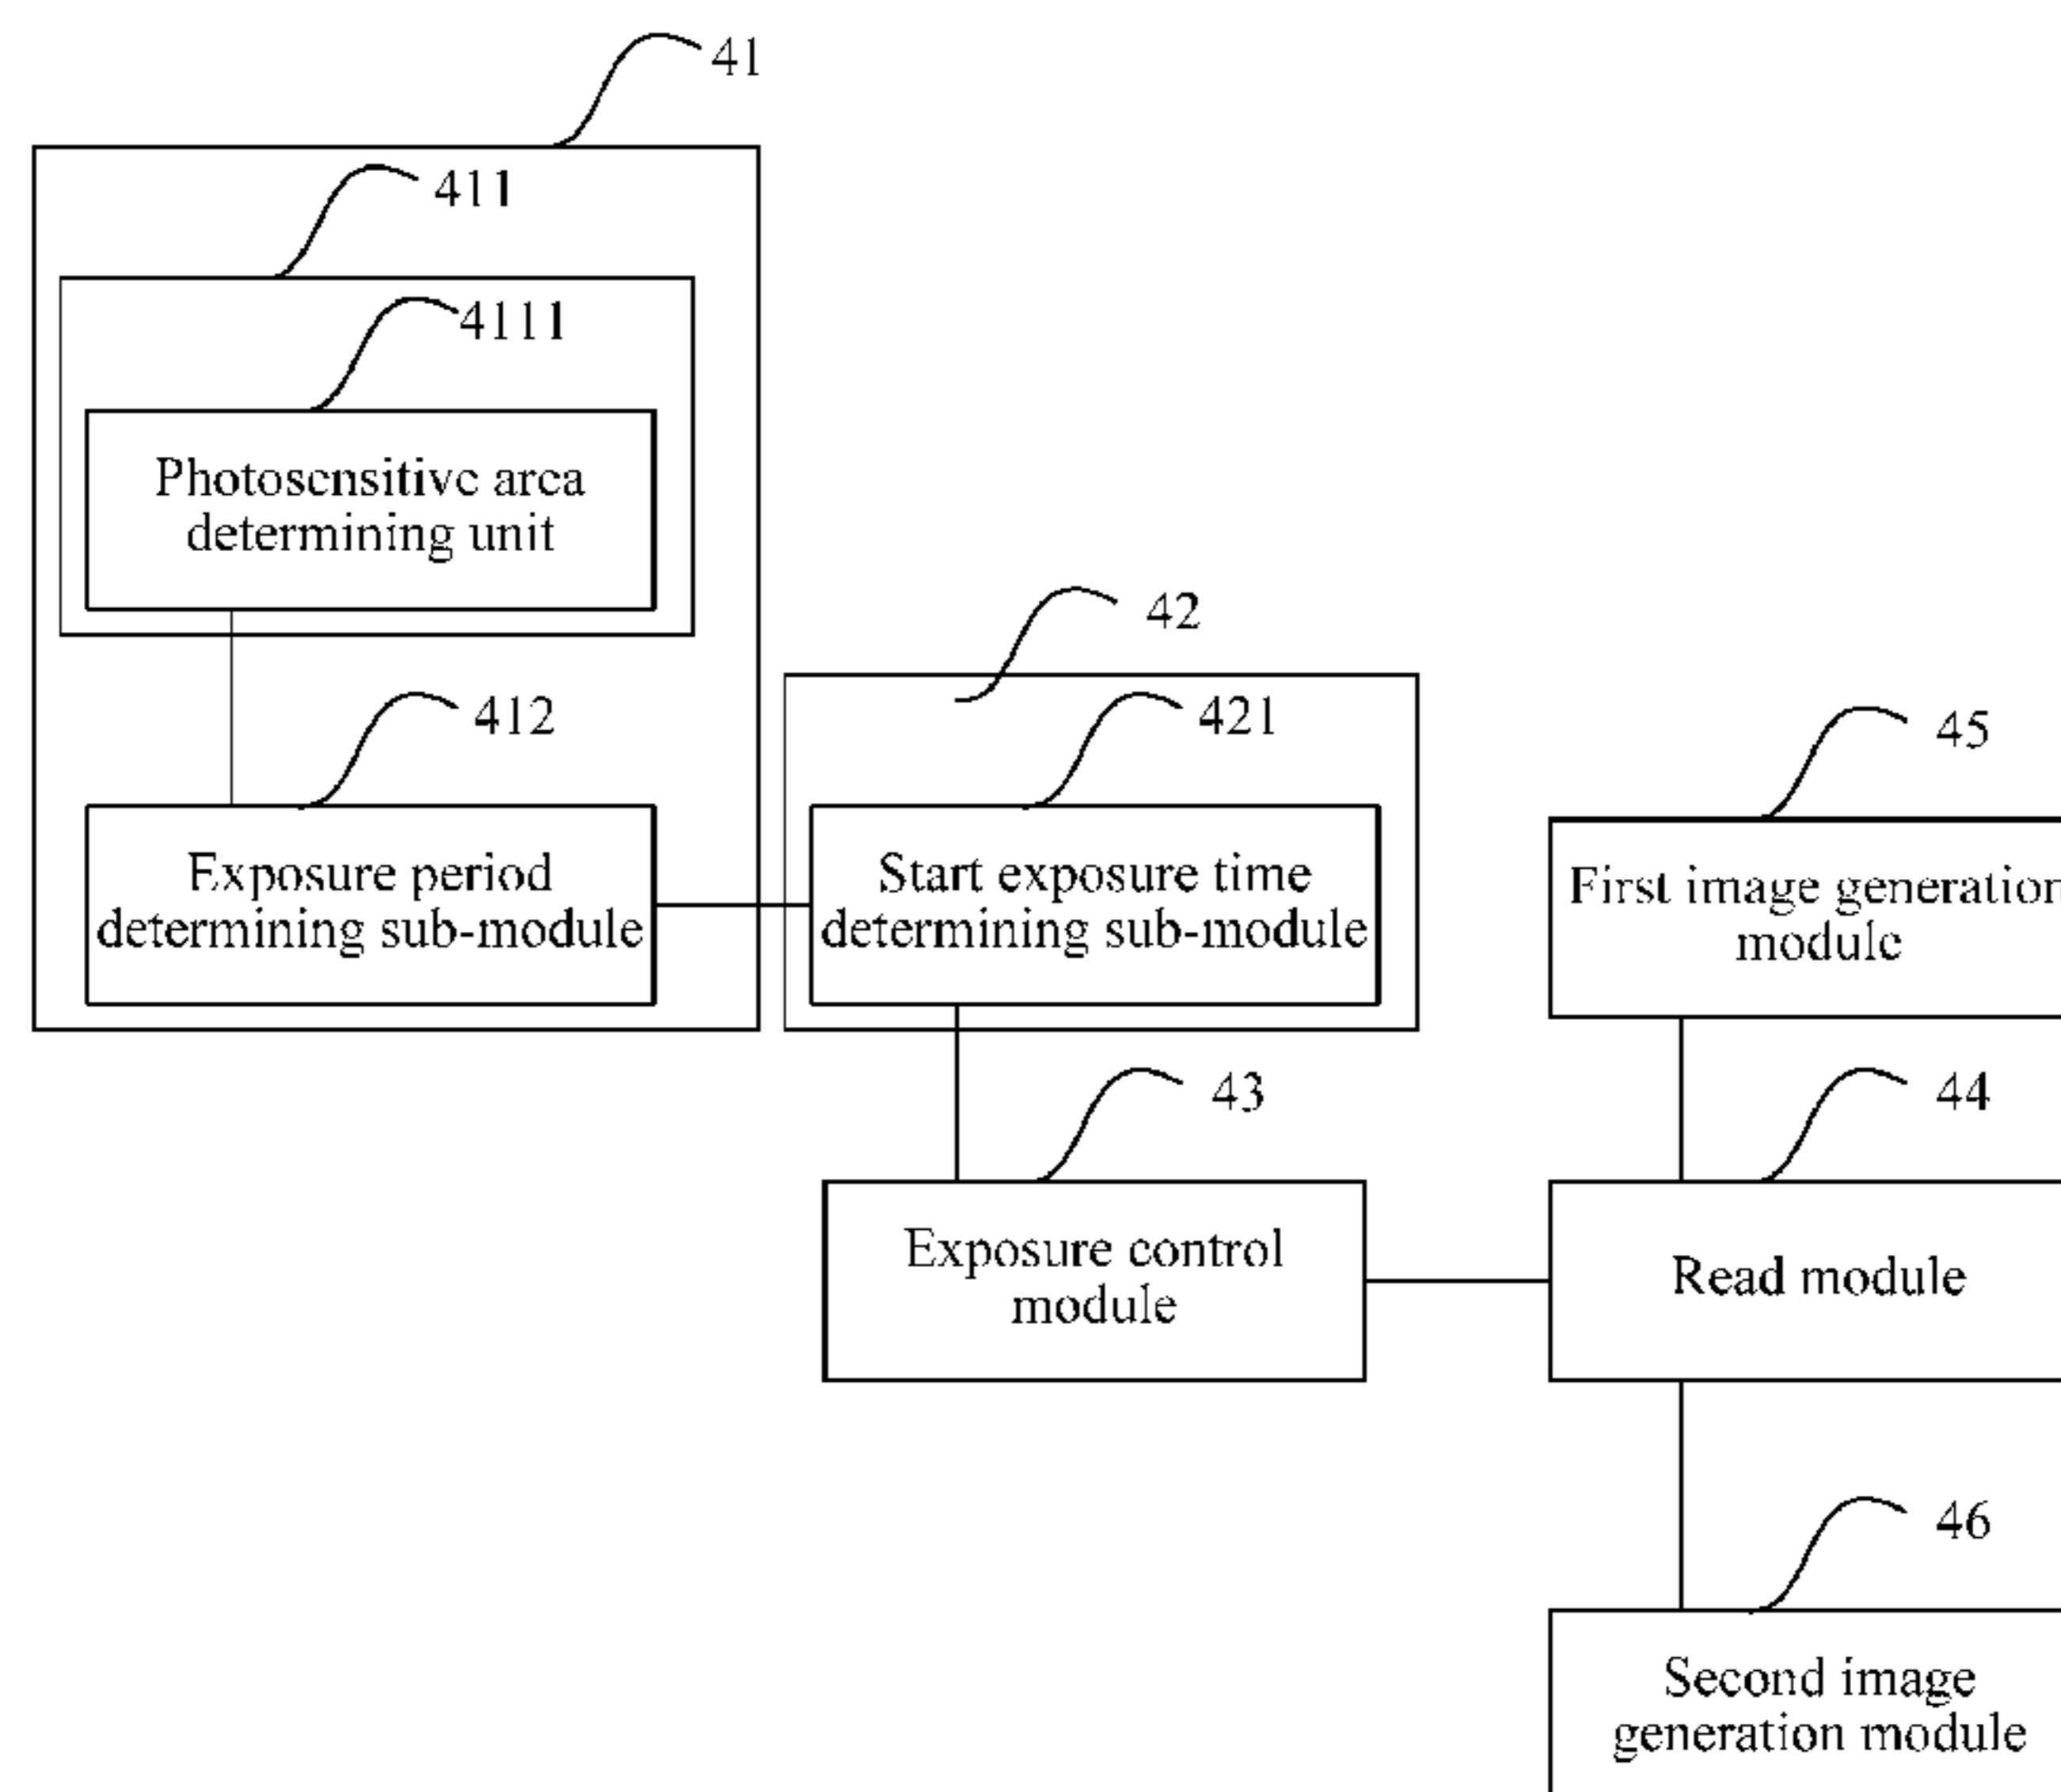 41
411
4111
Photosensitive area
determining unit
42
412
421
45
Exposure period
determining sub-module
Start exposure time
determining sub-module
First image generation
module
43
44
Exposure control
module
Read module
46
Second image
generation module